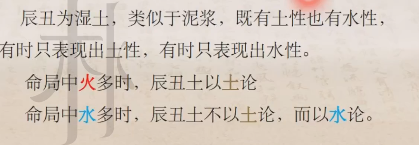 辰丑为湿土，类似于泥浆，既有土性也有水性，
有时只表现出土性，有时只表现出水性。
命局中火多时，辰丑土以土论
命局中水多时，辰丑土不以土论，而以水论。